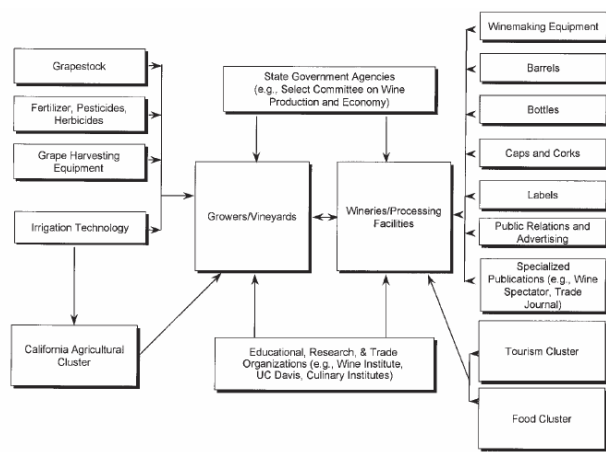 Grapestock
Fertilizer, Pesticides,
Herbicides
Grape Harvesting
Equipment
Irrigation Technology
California Agricultural
Cluster
State Government Agencies
(e.g., Select Committee on Wine
Production and Economy)
Growers/Vineyards
Wineries/Processing
Facilities
Educational, Research, & Trade
Organizations (e.g., Wine Institute,
UC Davis, Culinary Institutes)
Winemaking Equipment
Barrels
Bottles
Caps and Corks
Labels
Public Relations and
Advertising
Specialized
Publications (e.g., Wine
Spectator, Trade
Journal)
Tourism Cluster
Food Cluster